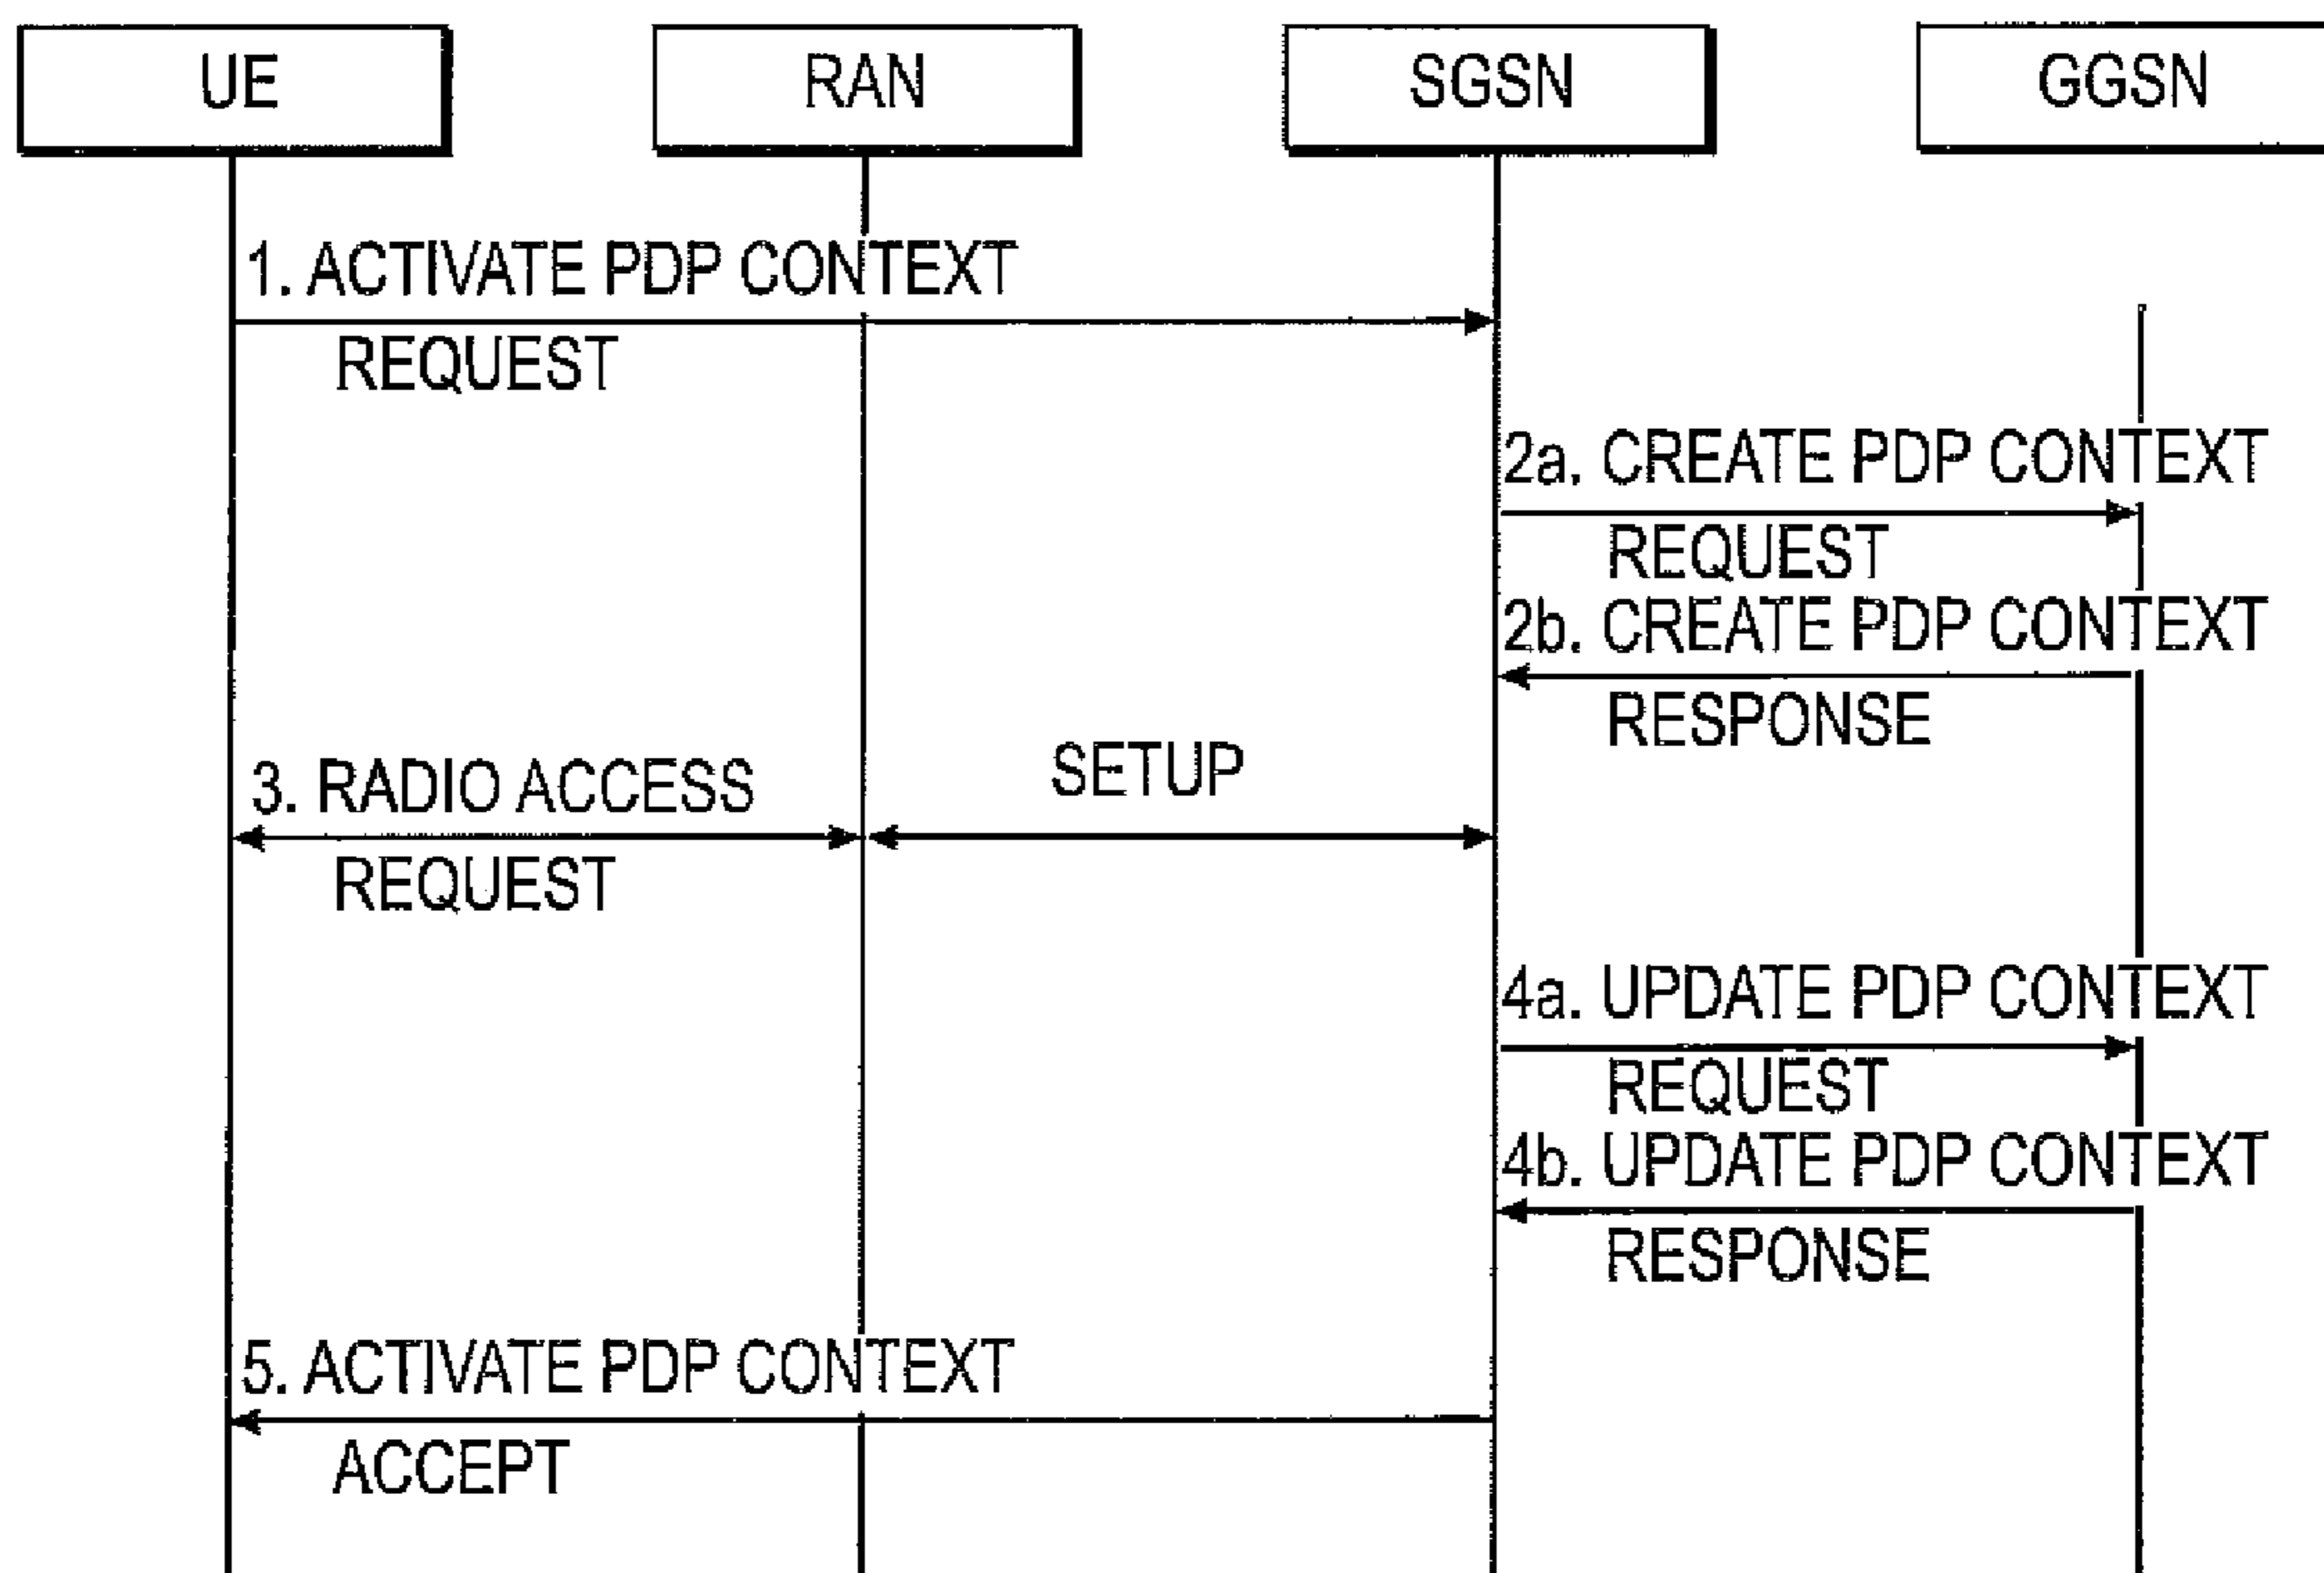 UE
RAN
SGSN
GGSN
1. ACTIVATE PDP CONTEXT
REQUEST
2a. CREATE PDP CONTEXT
REQUEST
2b. CREATE PDP CONTEXT
RESPONSE
3. RADIO ACCESS
SETUP
REQUEST
4a. UPDATE PDP CONTEXT
REQUEST
4b. UPDATE PDP CONTEXT
RESPONSE
5. ACTIVATE PDP CONTEXT
ACCEPT